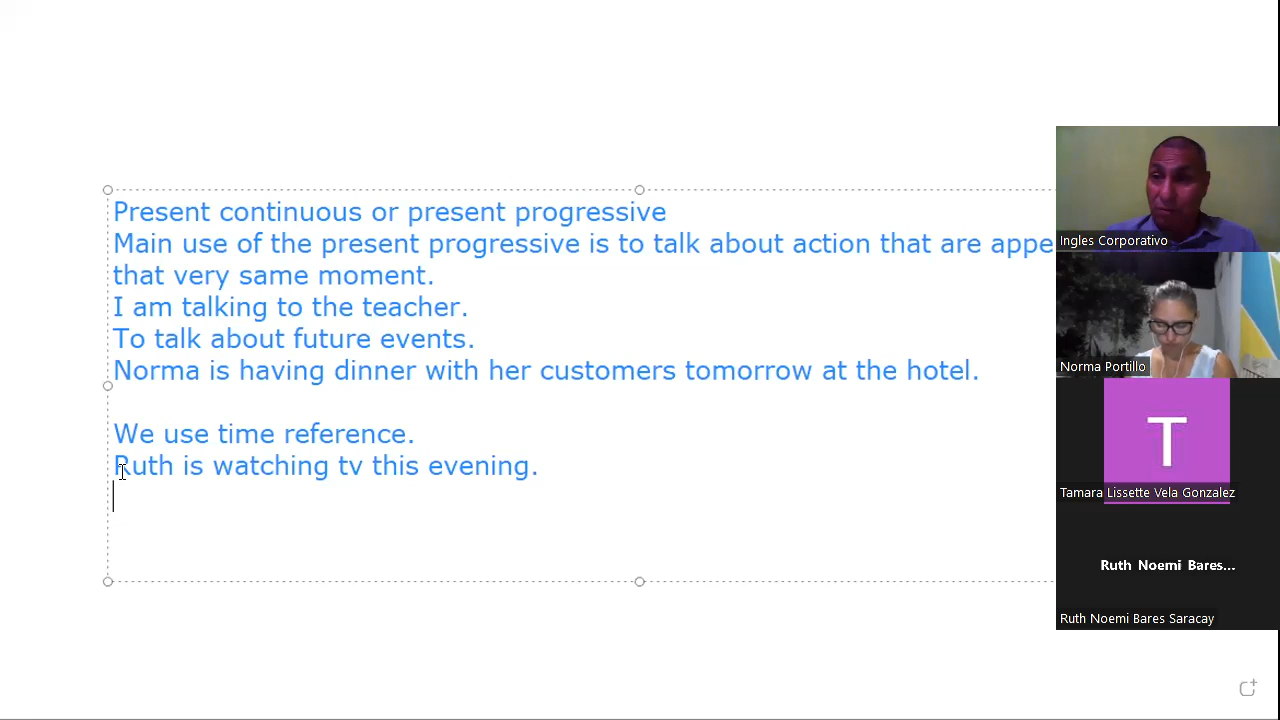 Present continuous or present progressive
Main use of the present progressive is to talk about action that are appe
that very same moment.
I am talking to the teacher.
To talk about future events.
Norma is having dinner with her customers tomorrow at the hotel.
We use time reference.
Ruth is watching tv this evening.
Ingles Corporativo
Norma Portillo
T
Tamara Lissette Vela Gonzalez
Ruth Noemi Bares...
Ruth Noemi Bares Saracay